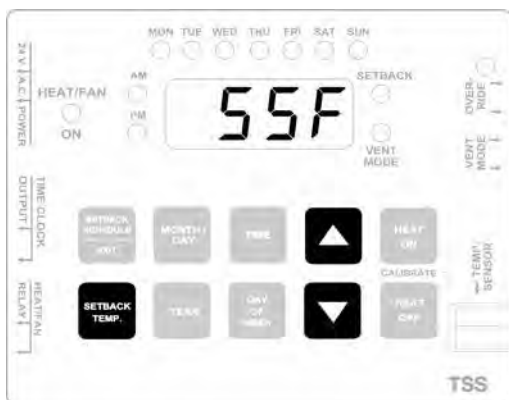 MON TUE WED THU FRI SAT SUN
24 V. A.C. POWER
HEAT/FAN
ON
AM
PM
55F
SETBACK
VENT
MODE
OVER-
RIDE
VENT
MODE
TIME CLOCK
OUTPUT
SETBACK
SCHEDULE
MONTH /
DAY
TIME
HEAT
ON
CALIBRATE
TEMP.
SENSOR
HEAT/FAN
RELAY
SETBACK
TEMP.
YEAR
DAY
OF
WEEK
HEAT
OFF
TSS